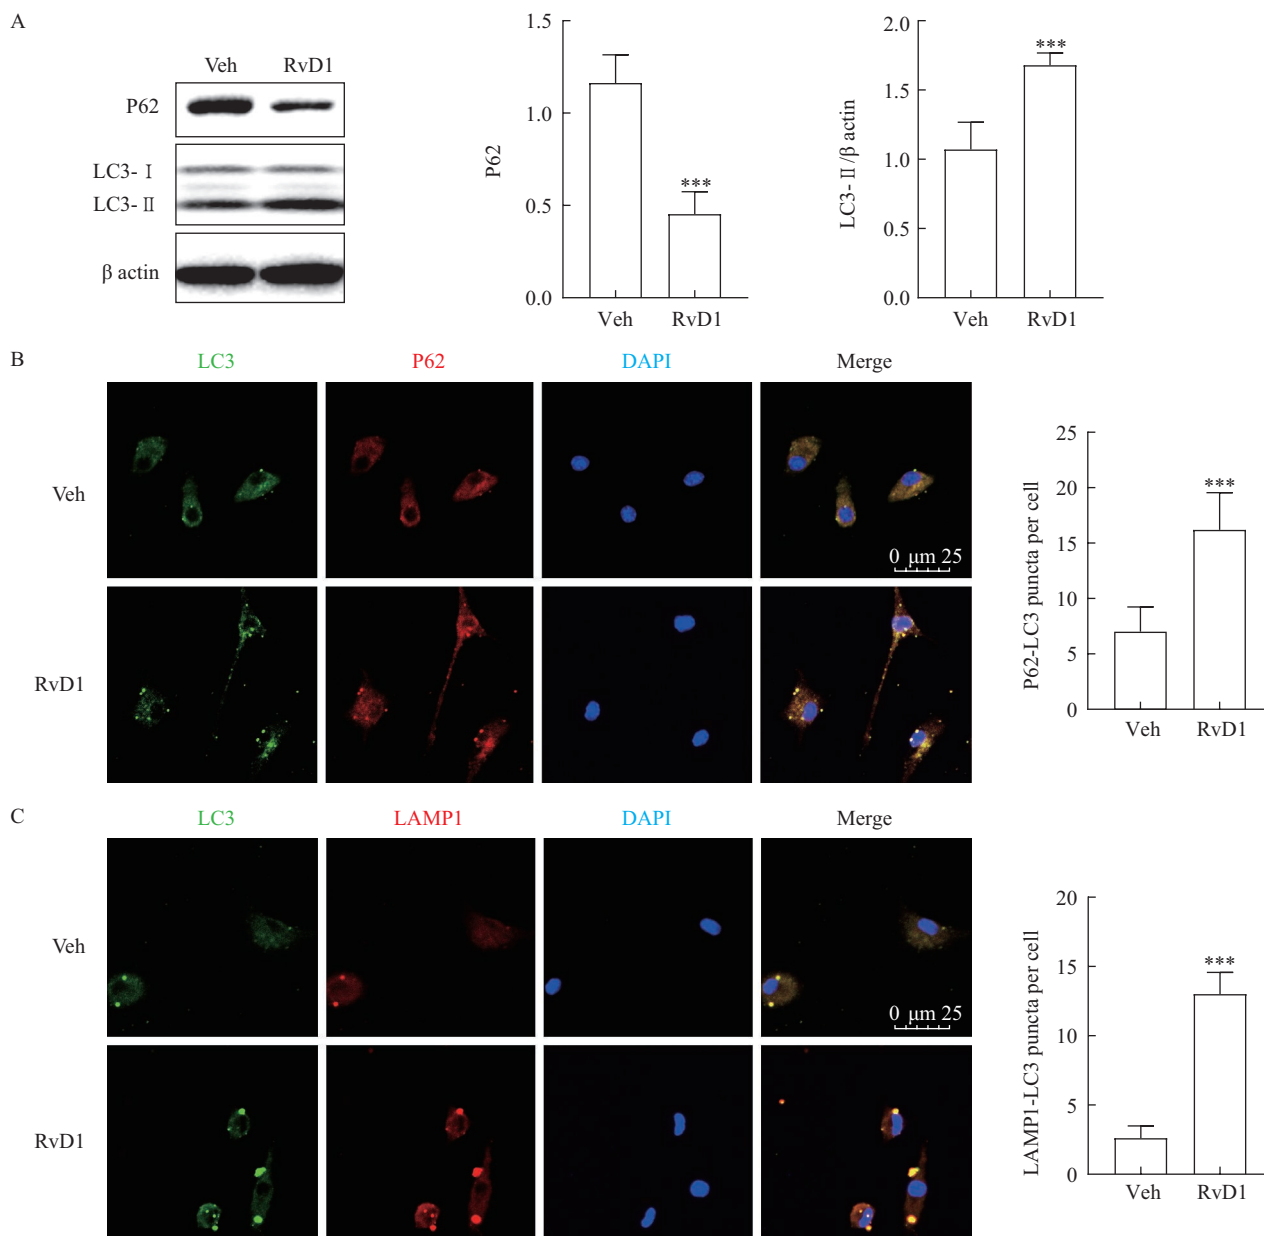 A
Veh RvD1
P62
LC3-Ⅰ
LC3-Ⅱ
β actin
1.5
1.0
0.5
0.0
P62
***
Veh RvD1
2.0
1.5
1.0
0.5
0.0
LC3-Ⅱ/β actin
***
Veh RvD1
B
LC3 P62 DAPI Merge
Veh
0 μm 25
RvD1
25
20
15
10
5
0
P62-LC3 puncta per cell
***
Veh RvD1
C
LC3 LAMP1 DAPI Merge
Veh
0 μm 25
RvD1
20
15
10
5
0
LAMP1-LC3 puncta per cell
***
Veh RvD1